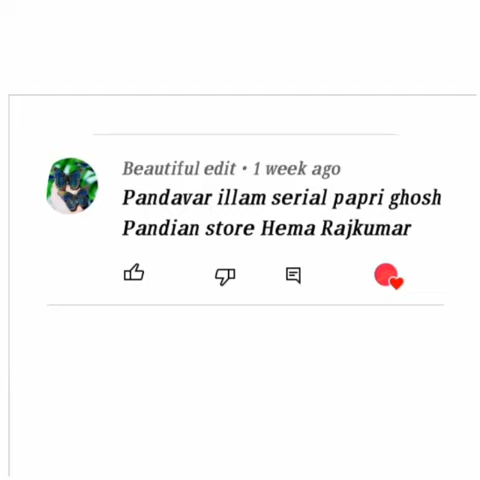 Beautiful edit • 1 week ago
Pandavar illam serial papri ghosh
Pandian store Hema Rajkumar